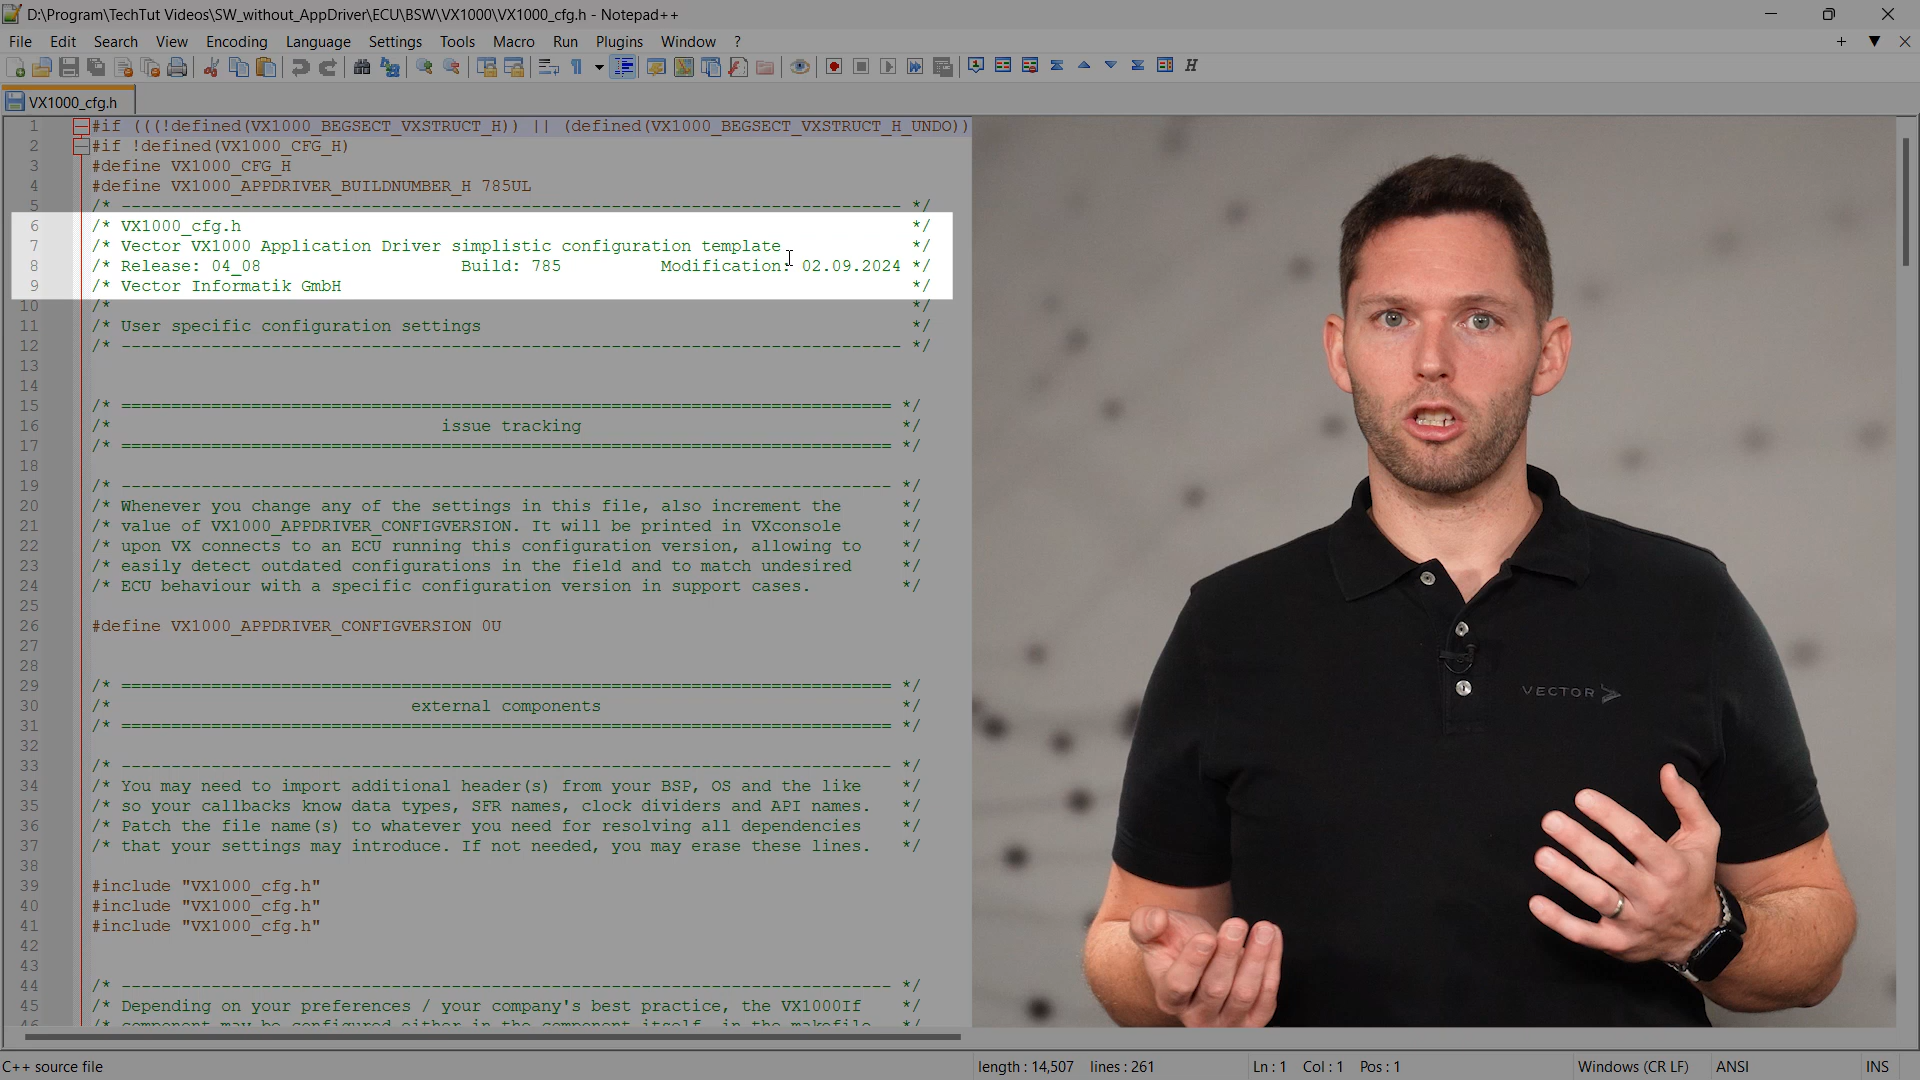 D:\Program\TechTut Videos\SW_without_AppDriver\ECU\BSW\VX1000\VX1000_cfg.h - Notepad++
File Edit Search View Encoding Language Settings Tools Macro Run Plugins Window ?
VX1000_cfg.h
1 #if (((!defined(VX1000_BEGSECT_VXSTRUCT_H)) || (defined(VX1000_BEGSECT_VXSTRUCT_H_UNDO))
2 #if !defined(VX1000_CFG_H)
3 #define VX1000_CFG_H
4 #define VX1000_APPDRIVER_BUILDNUMBER_H 785UL
5 /* ------------------------------------------------------------------------------ */
6 /* VX1000_cfg.h */
7 /* Vector VX1000 Application Driver simplistic configuration template */
8 /* Release: 04_08 Build: 785 Modification: 02.09.2024 */
9 /* Vector Informatik GmbH */
10 /* */
11 /* User specific configuration settings */
12 /* ------------------------------------------------------------------------------ */
13
14
15 /* ============================================================================= */
16 /* issue tracking */
17 /* ============================================================================= */
18
19 /* ----------------------------------------------------------------------------- */
20 /* Whenever you change any of the settings in this file, also increment the */
21 /* value of VX1000_APPDRIVER_CONFIGVERSION. It will be printed in VXconsole */
22 /* upon VX connects to an ECU running this configuration version, allowing to */
23 /* easily detect outdated configurations in the field and to match undesired */
24 /* ECU behaviour with a specific configuration version in support cases. */
25
26 #define VX1000_APPDRIVER_CONFIGVERSION 0U
27
28
29 /* ============================================================================= */
30 /* external components */
31 /* ============================================================================= */
32
33 /* ----------------------------------------------------------------------------- */
34 /* You may need to import additional header(s) from your BSP, OS and the like */
35 /* so your callbacks know data types, SFR names, clock dividers and API names. */
36 /* Patch the file name(s) to whatever you need for resolving all dependencies */
37 /* that your settings may introduce. If not needed, you may erase these lines. */
38
39 #include "VX1000_cfg.h"
40 #include "VX1000_cfg.h"
41 #include "VX1000_cfg.h"
42
43
44 /* ----------------------------------------------------------------------------- */
45 /* Depending on your preferences / your company's best practice, the VX1000If */
46 /* component may be configured either in the component itself, in the makefile */
VECTOR
C++ source file length : 14,507 lines : 261 Ln : 1 Col : 1 Pos : 1 Windows (CR LF) ANSI INS